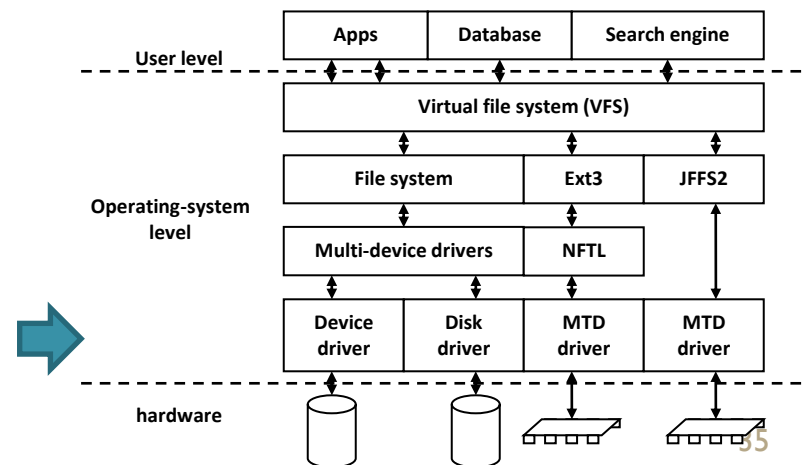 Apps
Database
Search engine
User level
Virtual file system (VFS)
File system
Ext3
JFFS2
Operating-system
level
Multi-device drivers
NFTL
Device
driver
Disk
driver
MTD
driver
MTD
driver
hardware
35